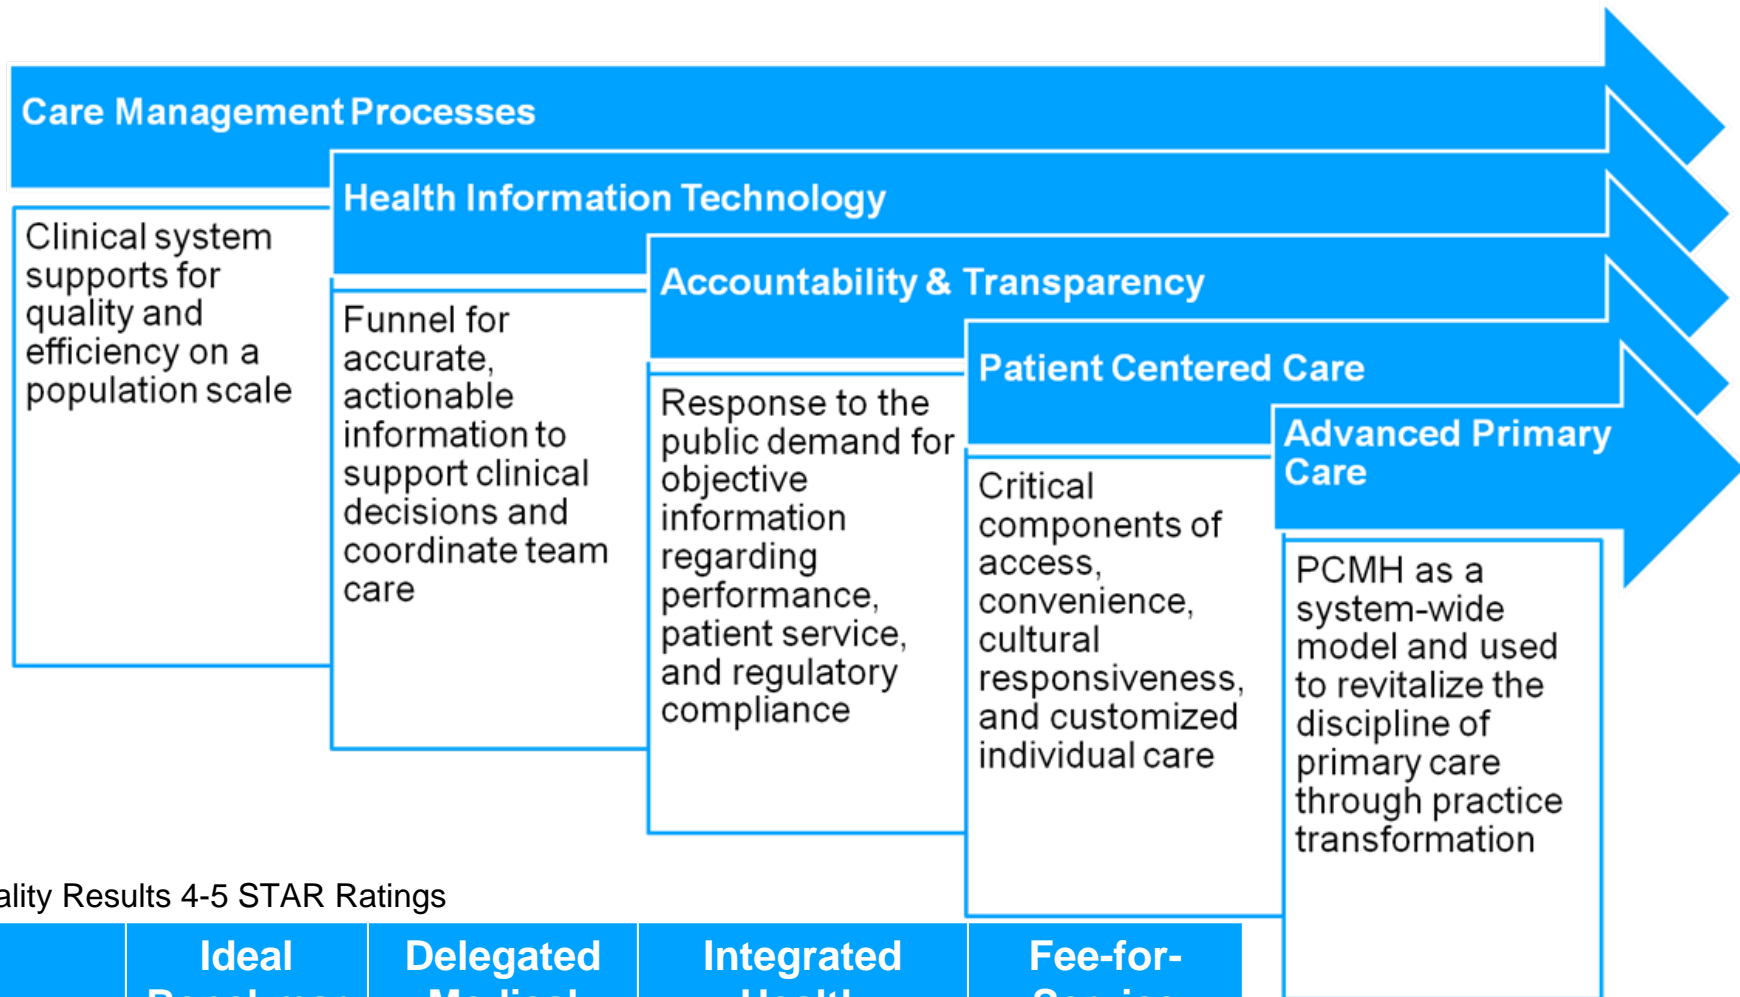 Care Management Processes
Clinical system
supports for
quality and
efficiency on a
population scale
Health Information Technology
Funnel for
accurate,
actionable
information to
support clinical
decisions and
coordinate team
care
Accountability & Transparency
Response to the
public demand for
objective
information
regarding
performance,
patient service,
and regulatory
compliance
Patient Centered Care
Critical
components of
access,
convenience,
cultural
responsiveness,
and customized
individual care
Advanced Primary
Care
PCMH as a
system-wide
model and used
to revitalize the
discipline of
primary care
through practice
transformation
ality Results 4-5 STAR Ratings
Ideal
Delegated
Medical
Integrated
Health
Fee-for-
Service